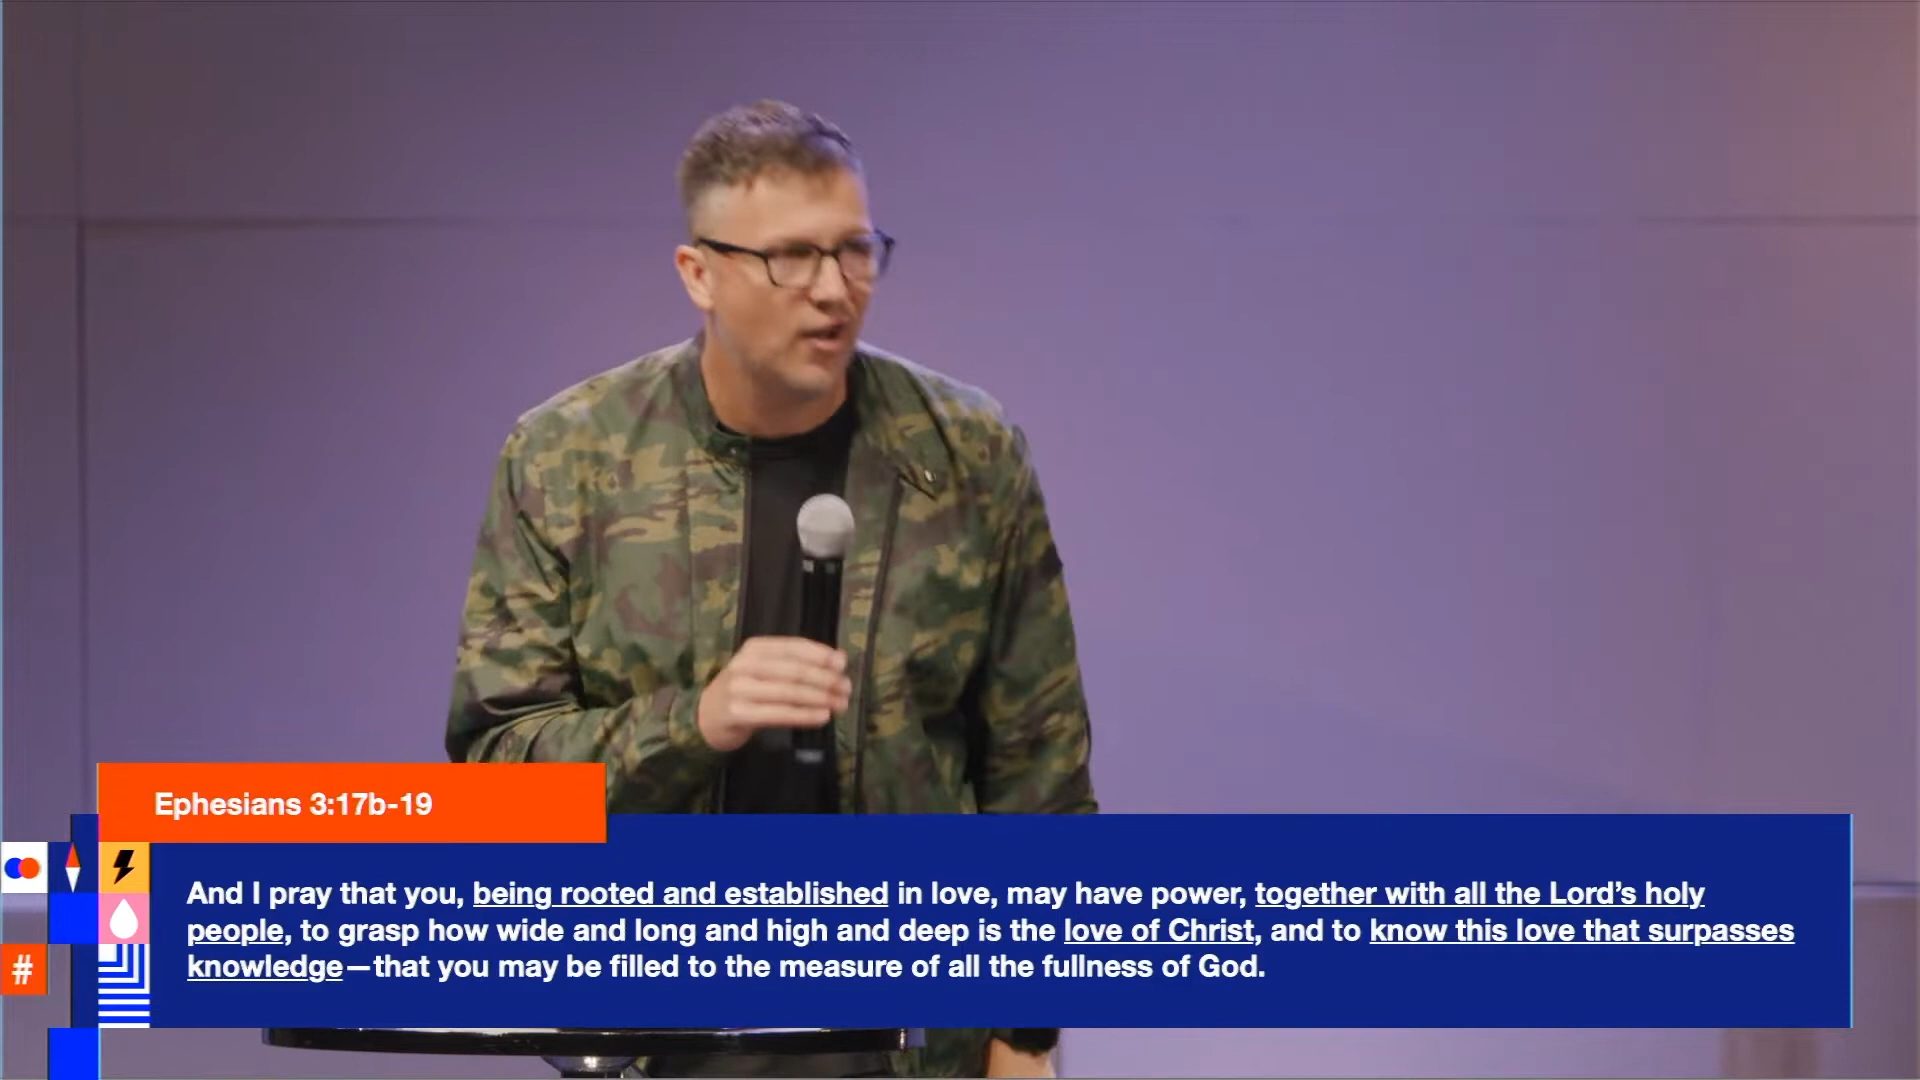 Ephesians 3:17b-19
And I pray that you, being rooted and established in love, may have power, together with all the Lord’s holy
people, to grasp how wide and long and high and deep is the love of Christ, and to know this love that surpasses
knowledge—that you may be filled to the measure of all the fullness of God.
#